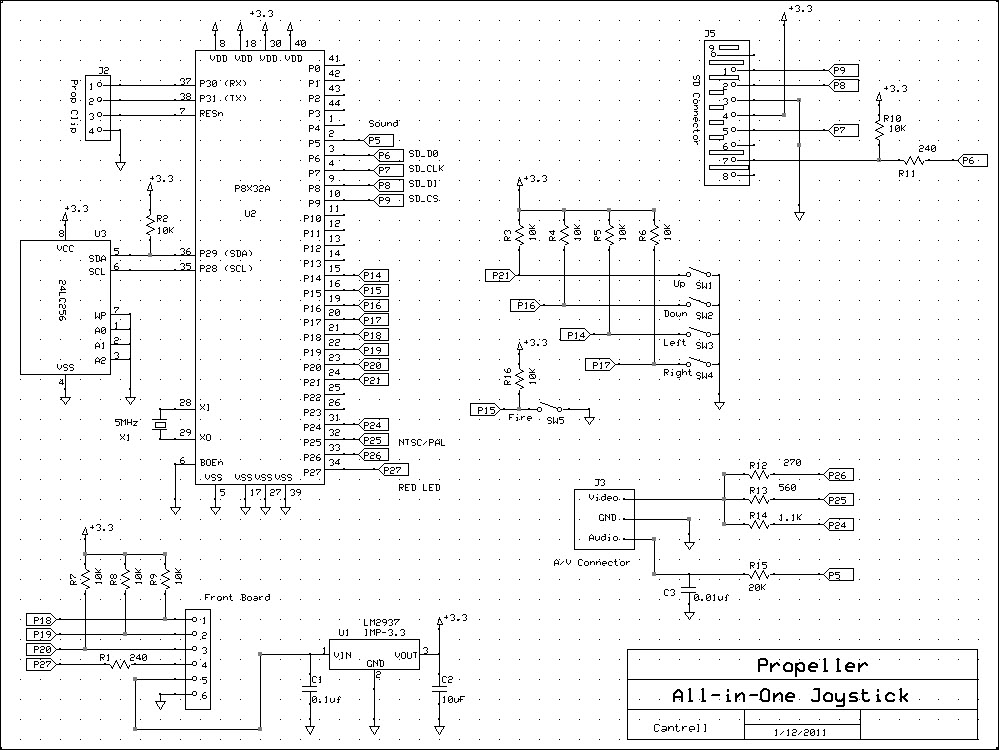 +3.3
8 18 30 40
VDD VDD VDD VDD
J2
Prop Clip
1
2
3
4
37 P30 (RX)
38 P31 (TX)
7 RESn
P8X32A
U2
P0 41
P1 42
P2 43
P3 44
P4 1
P5 2
P6 3
P7 4
P8 9
P9 10
P10 11
P11 12
P12 13
P13 14
P14 15
P15 16
P16 19
P17 20
P18 21
P19 22
P20 23
P21 24
P22 25
P23 26
P24 31
P25 32
P26 33
P27 34
Sound
P5
P6 SD_D0
P7 SD_CLK
P8 SD_DI
P9 SD_CS
P14
P15
P16
P17
P18
P19
P20
P21
P24
P25 NTSC/PAL
P26
P27
RED LED
+3.3
R2
10K
+3.3
8
VCC
U3
24LC256
SDA 5
SCL 6
36 P29 (SDA)
35 P28 (SCL)
WP 7
A0 1
A1 2
A2 3
VSS
4
5MHz
X1
28 XI
29 XO
6 BOEn
VSS VSS VSS VSS
5 17 27 39
J5
SD Connector
9
1
2
3
4
5
6
7
8
+3.3
P9
P8
P7
+3.3
R10
10K
240
R11
P6
+3.3
R3 10K
R4 10K
R5 10K
R6 10K
P21
Up SW1
P16
Down SW2
P14
Left SW3
P17
Right SW4
+3.3
R16 10K
P15
Fire SW5
J3
Video
GND
Audio
A/V Connector
R12 270
P26
R13 560
P25
R14 1.1K
P24
R15
20K
P5
C3 0.01uf
+3.3
R7 10K
R8 10K
R9 10K
Front Board
P18
P19
P20
P27
R1 240
1
2
3
4
5
6
LM2937
U1 IMP-3.3
1 VIN
VOUT 3
GND
2
+3.3
C1
0.1uf
C2
10uF
Propeller
All-in-One Joystick
Cantrell
1/12/2011